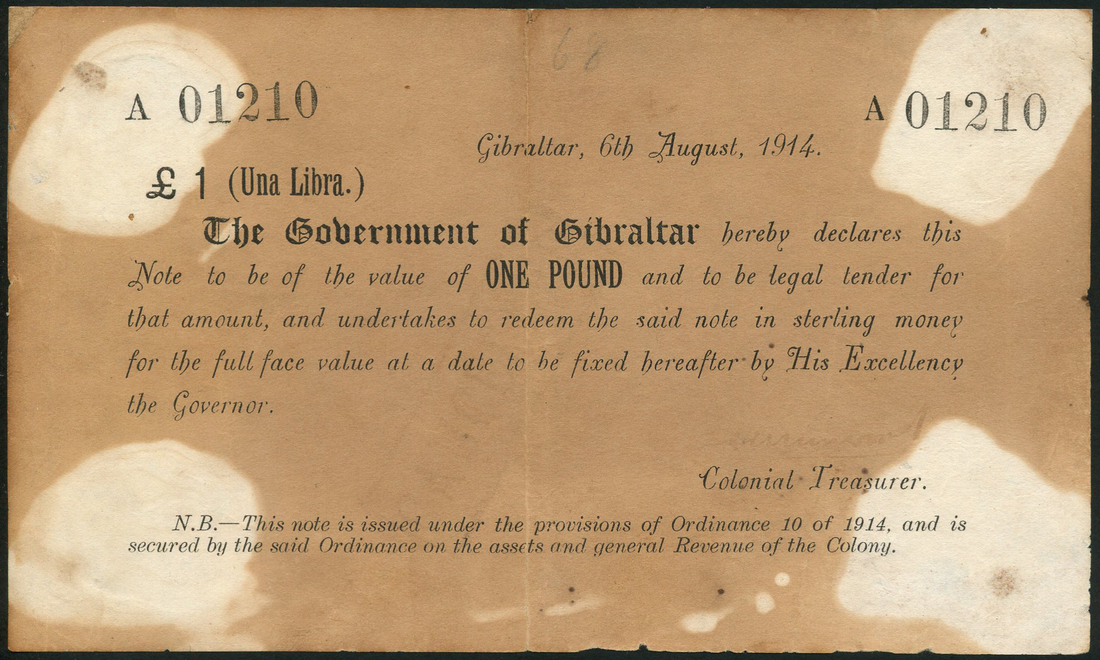 68
A 01210 A 01210
Gibraltar, 6th August, 1914.
£ 1 (Una Libra.)
The Government of Gibraltar hereby declares this
Note to be of the value of ONE POUND and to be legal tender for
that amount, and undertakes to redeem the said note in sterling money
for the full face value at a date to be fixed hereafter by His Excellency
the Governor.
Colonial Treasurer.
N.B.—This note is issued under the provisions of Ordinance 10 of 1914, and is
secured by the said Ordinance on the assets and general Revenue of the Colony.